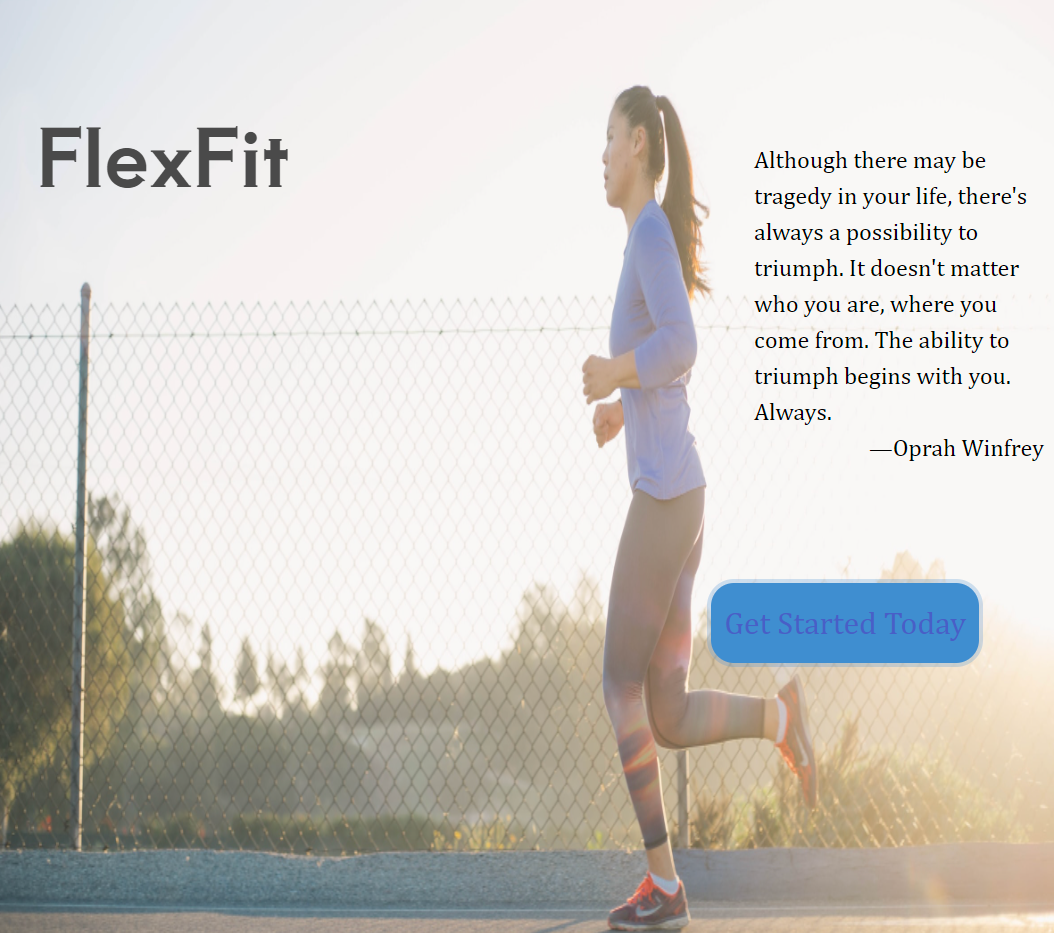 FlexFit
Although there may be
tragedy in your life, there's
always a possibility to
triumph. It doesn't matter
who you are, where you
come from. The ability to
triumph begins with you.
Always.
—Oprah Winfrey
Get Started Today